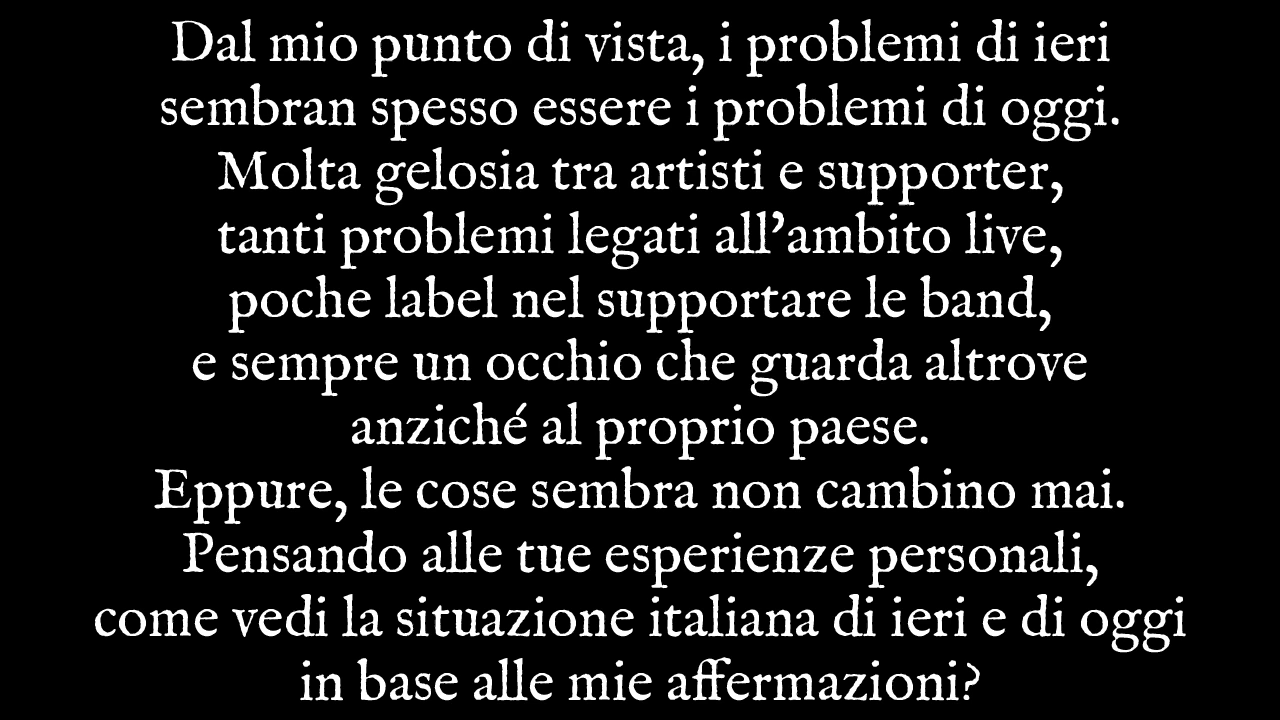 Dal mio punto di vista, i problemi di ieri
sembran spesso essere i problemi di oggi.
Molta gelosia tra artisti e supporter,
tanti problemi legati all’ambito live,
poche label nel supportare le band,
e sempre un occhio che guarda altrove
anziché al proprio paese.
Eppure, le cose sembra non cambino mai.
Pensando alle tue esperienze personali,
come vedi la situazione italiana di ieri e di oggi
in base alle mie affermazioni?